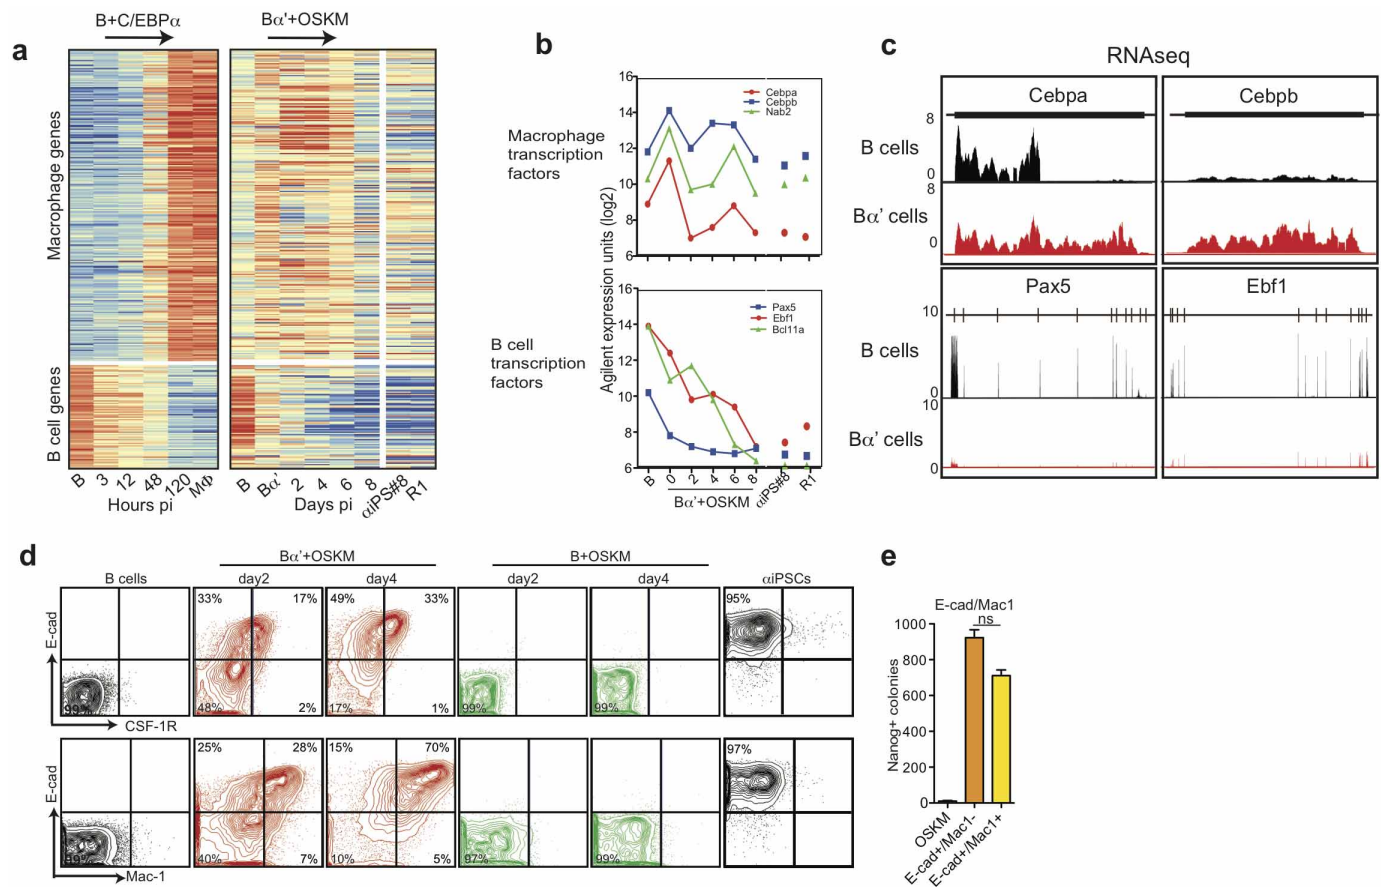 a
B+C/EBPα
Bα'+OSKM
Macrophage genes
B cell genes
B
3
12
48
120
MΦ
Hours pi
B
Bα'
2
4
6
8
αiPS#8
R1
Days pi
b
Macrophage
transcription
factors
B cell
transcription
factors
Agilent expression units (log2)
16
14
12
10
8
6
Cebpa
Cebpb
Nab2
16
14
12
10
8
6
Pax5
Ebf1
Bcl11a
B
0
2
4
6
8
αiPS#8
R1
Bα'+OSKM
c
RNAseq
Cebpa
Cebpb
8
B cells
0
8
Bα' cells
0
Pax5
Ebf1
10
B cells
0
10
Bα' cells
0
d
Bα'+OSKM
B+OSKM
B cells
day2
day4
day2
day4
αiPSCs
E-cad
99%
33%
17%
48%
2%
49%
33%
17%
1%
99%
99%
95%
CSF-1R
E-cad
99%
25%
28%
40%
7%
15%
70%
10%
5%
97%
99%
97%
Mac-1
e
E-cad/Mac1
ns
Nanog+ colonies
1000
800
600
400
200
0
OSKM
E-cad+/Mac1-
E-cad+/Mac1+